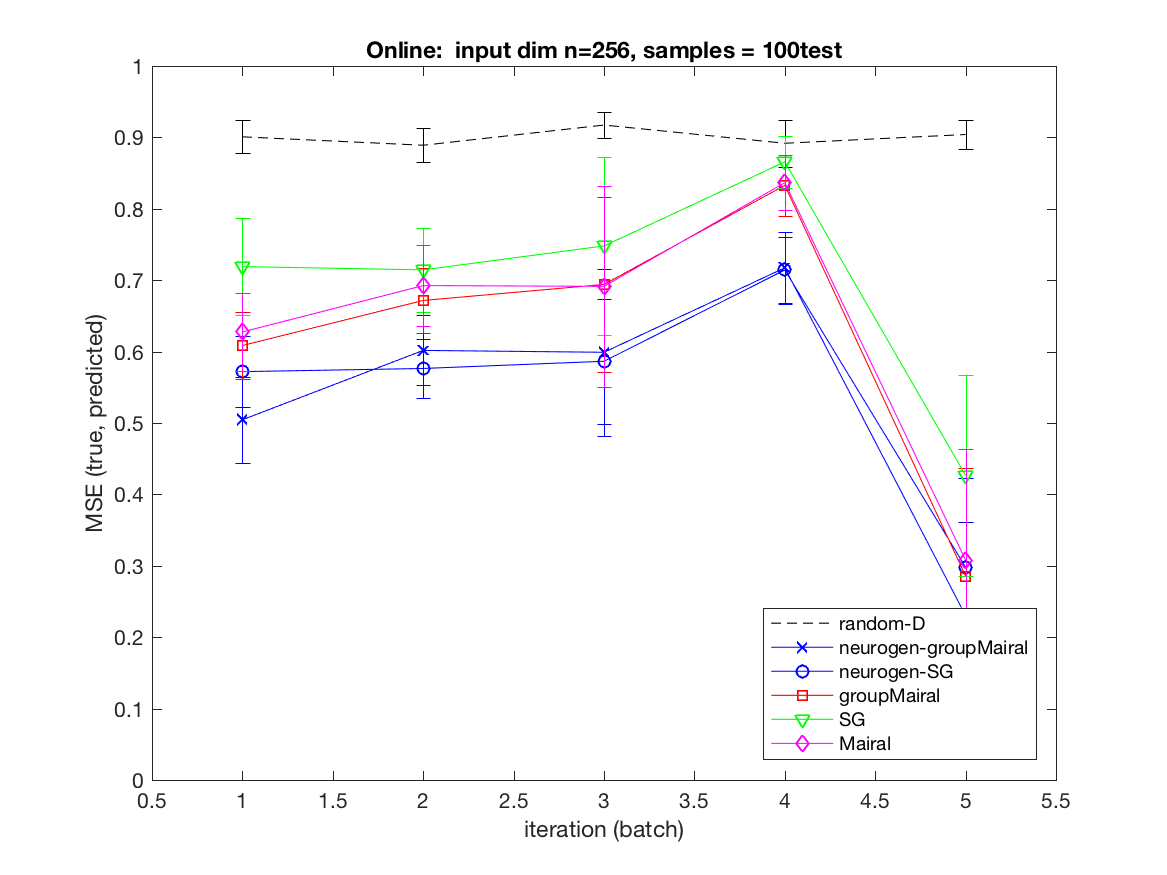 Online:  input dim n=256, samples = 100test
MSE (true, predicted)
1
0.9
0.8
0.7
0.6
0.5
0.4
0.3
0.2
0.1
0
0.5 1 1.5 2 2.5 3 3.5 4 4.5 5 5.5
iteration (batch)
random-D
neurogen-groupMairal
neurogen-SG
groupMairal
SG
Mairal